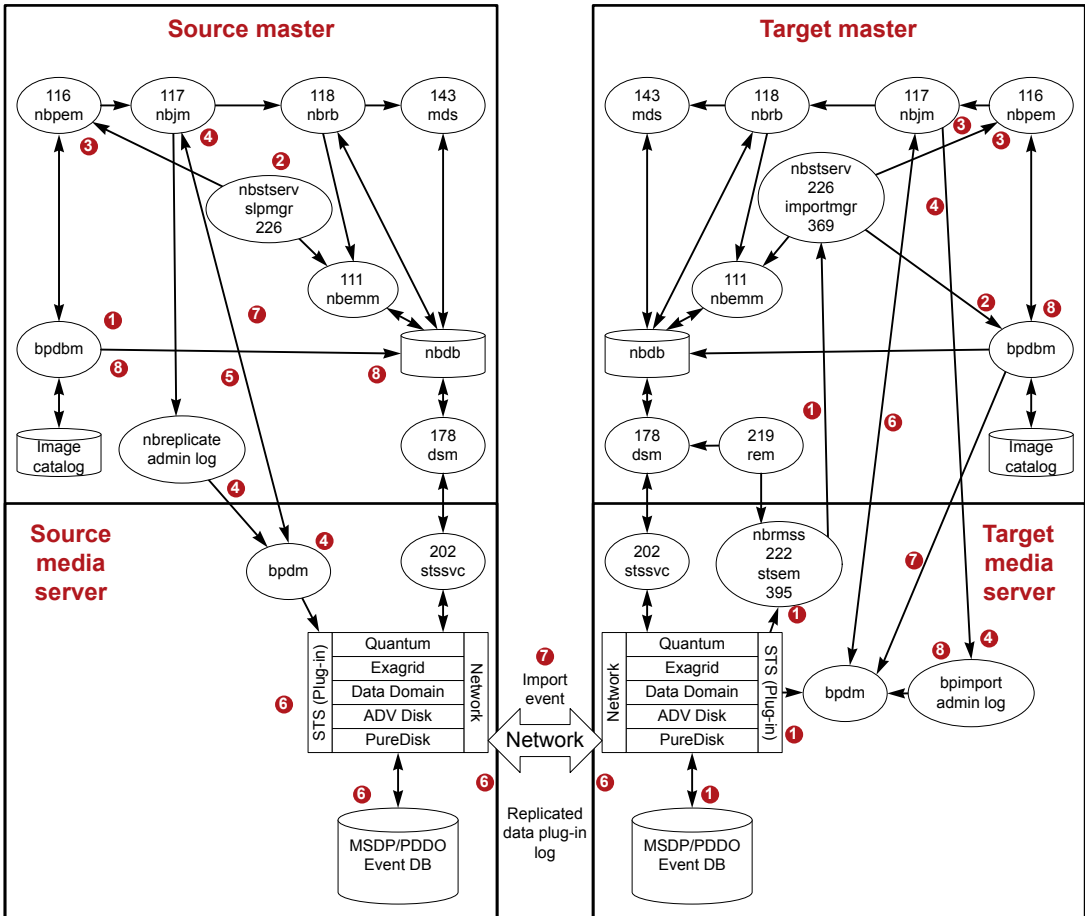 Source master
116
nbpem
117
nbjm
118
nbrb
143
mds
3
4
2
nbstserv
slpmgr
226
111
nbemm
7
1
bpdbm
8
8
nbdb
5
Image
catalog
nbreplicate
admin log
178
dsm
4
Source
media
server
4
bpdm
202
stssvc
STS (Plug-in)
Quantum
Exagrid
Data Domain
ADV Disk
PureDisk
Network
6
6
6
MSDP/PDDO
Event DB
7
Import
event
Network
Replicated
data plug-in
log
Target master
143
mds
118
nbrb
117
nbjm
116
nbpem
3
3
nbstserv
226
importmgr
369
4
111
nbemm
2
8
nbdb
bpdbm
1
6
178
dsm
219
rem
Image
catalog
Target
media
server
202
stssvc
nbrmss
222
stsem
395
7
1
Network
Quantum
Exagrid
Data Domain
ADV Disk
PureDisk
STS (Plug-in)
4
8
bpdm
bpimport
admin log
1
6
1
MSDP/PDDO
Event DB